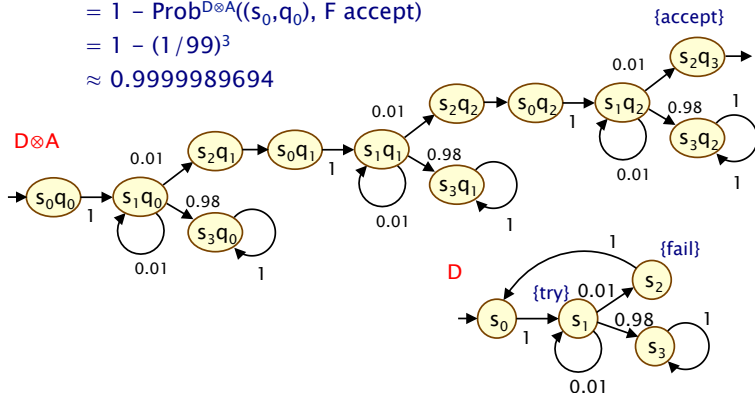 = 1 – Prob^{D⊗A}((s₀,q₀), F accept)
= 1 – (1/99)³
≈ 0.9999989694
{accept}
0.01
s₂q₃
0.01
s₂q₂
s₀q₂
1
s₁q₂
0.98
1
D⊗A
0.01
s₂q₁
s₀q₁
1
s₁q₁
0.98
s₃q₂
0.01
s₀q₀
1
s₁q₀
0.98
0.01
s₃q₁
1
s₃q₀
0.01
1
1
{fail}
D
{try}
0.01
s₂
s₀
1
s₁
0.98
1
s₃
0.01